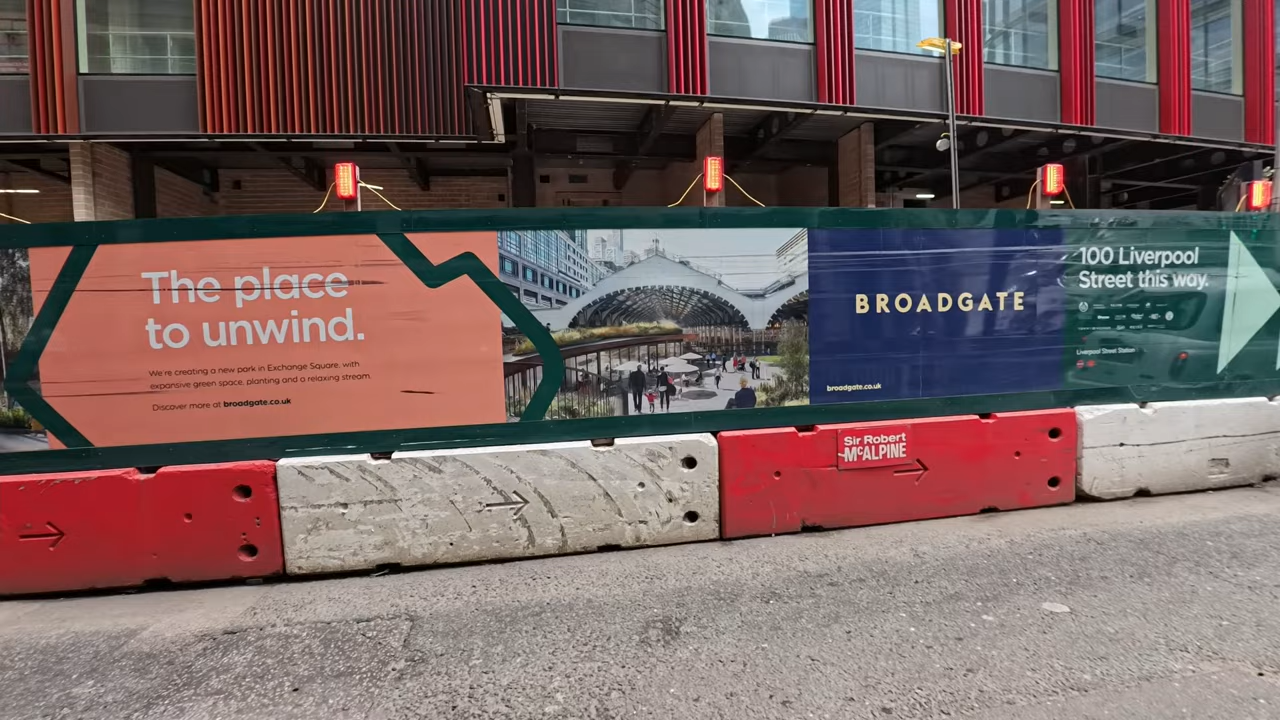 The place
to unwind.
We're creating a new park in Exchange Square, with
expansive green space, planting and a relaxing stream.
Discover more at broadgate.co.uk
BROADGATE
broadgate.co.uk
100 Liverpool
Street this way.
Liverpool Street Station
Sir Robert
McALPINE